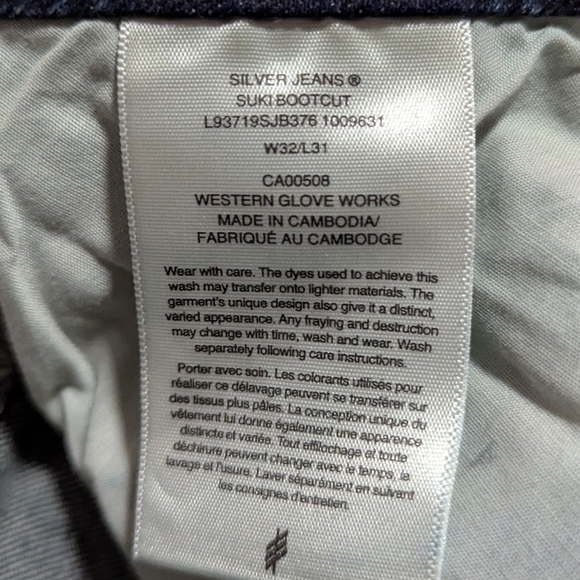 SILVER JEANS ®
SUKI BOOTCUT
L93719SJB376 1009631
W32/L31
CA00508
WESTERN GLOVE WORKS
MADE IN CAMBODIA/
FABRIQUÉ AU CAMBODGE
Wear with care. The dyes used to achieve this
wash may transfer onto lighter materials. The
garment's unique design also give it a distinct,
varied appearance. Any fraying and destruction
may change with time, wash and wear. Wash
separately following care instructions.
Porter avec soin. Les colorants utilisés pour
réaliser ce délavage peuvent se transférer sur
des tissus plus pâles. La conception unique du
vêtement lui donne également une apparence
distincte et variée. Tout effilochage et toute
déchirure peuvent changer avec le temps, le
lavage et l'usure. Laver séparément en suivant
les consignes d'entretien.